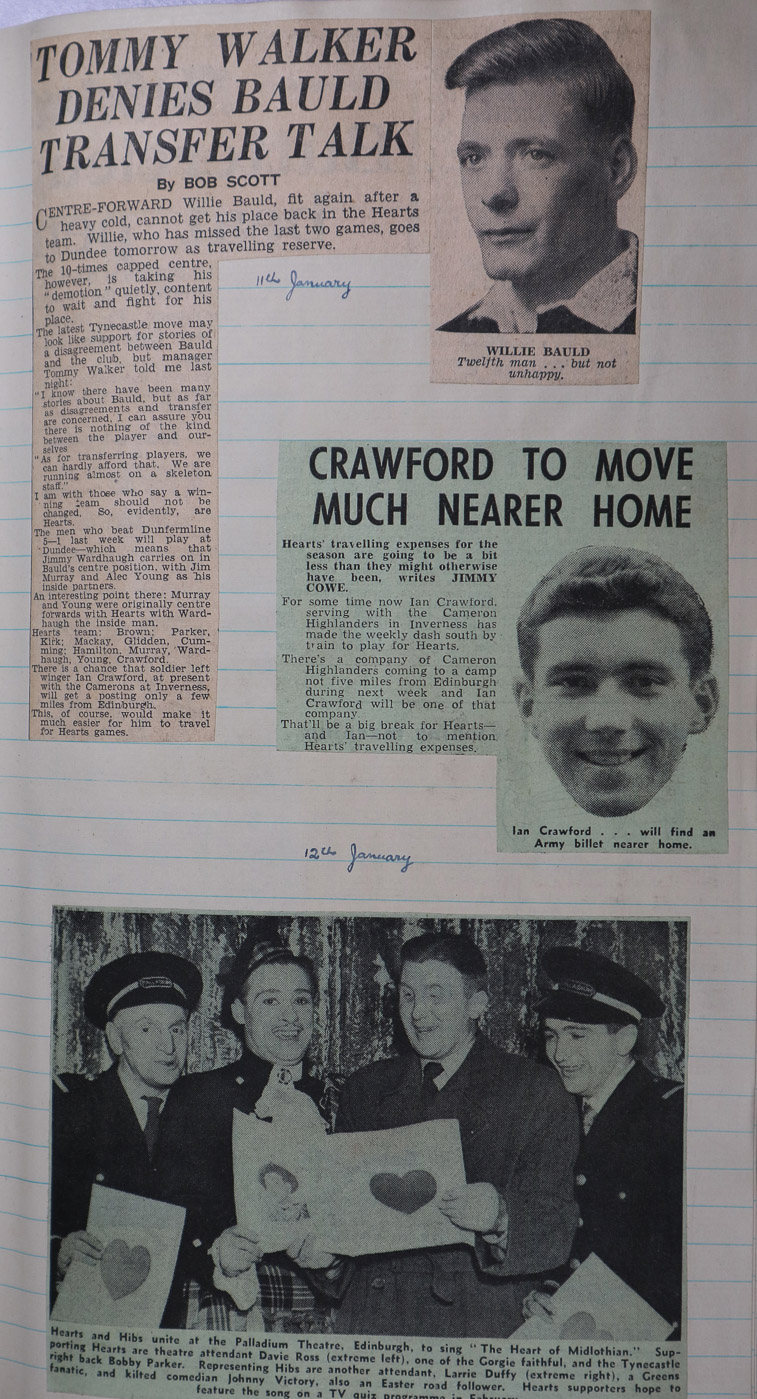 TOMMY WALKER
DENIES BAULD
TRANSFER TALK
By BOB SCOTT
CENTRE-FORWARD Willie Bauld, fit again after a
heavy cold, cannot get his place back in the Hearts
team. Willie, who has missed the last two games, goes
to Dundee tomorrow as travelling reserve.
The 10-times capped centre,
however, is taking his
"demotion" quietly, content
to wait and fight for his
place.
The latest Tynecastle move may
look like support for stories of
a disagreement between Bauld
and the club, but manager
Tommy Walker told me last
night:
"I know there have been many
stories about Bauld, but as far
as disagreements and transfer
are concerned, I can assure you
there is nothing of the kind
between the player and our-
selves
"As for transferring players, we
can hardly afford that. We are
running almost on a skeleton
staff."
I am with those who say a win-
ning team should not be
changed. So, evidently, are
Hearts.
The men who beat Dunfermline
5—1 last week will play at
Dundee—which means that
Jimmy Wardhaugh carries on in
Bauld's centre position, with Jim
Murray and Alec Young as his
inside partners.
An interesting point there: Murray
and Young were originally centre
forwards with Hearts with Ward-
haugh the inside man.
Hearts team: Brown; Parker,
Kirk; Mackay, Glidden, Cum-
ming; Hamilton, Murray, Ward-
haugh, Young, Crawford.
There is a chance that soldier left
winger Ian Crawford, at present
with the Camerons at Inverness,
will get a posting only a few
miles from Edinburgh.
This, of course, would make it
much easier for him to travel
for Hearts games.
WILLIE BAULD
Twelfth man . . . but not
unhappy.
11th January
CRAWFORD TO MOVE
MUCH NEARER HOME
Hearts' travelling expenses for the
season are going to be a bit
less than they might otherwise
have been, writes JIMMY
COWE.
For some time now Ian Crawford,
serving with the Cameron
Highlanders in Inverness has
made the weekly dash south by
train to play for Hearts.
There's a company of Cameron
Highlanders coming to a camp
not five miles from Edinburgh
during next week and Ian
Crawford will be one of that
company
That'll be a big break for Hearts—
and Ian—not to mention
Hearts' travelling expenses.
Ian Crawford . . . will find an
Army billet nearer home.
12th January
Hearts and Hibs unite at the Palladium Theatre, Edinburgh, to sing "The Heart of Midlothian." Sup-
porting Hearts are theatre attendant Davie Ross (extreme left), one of the Gorgie faithful, and the Tynecastle
right back Bobby Parker. Representing Hibs are another attendant, Larrie Duffy (extreme right), a Greens
fanatic, and kilted comedian Johnny Victory, also an Easter road follower. Hearts supporters hope to
feature the song on a TV quiz programme in February